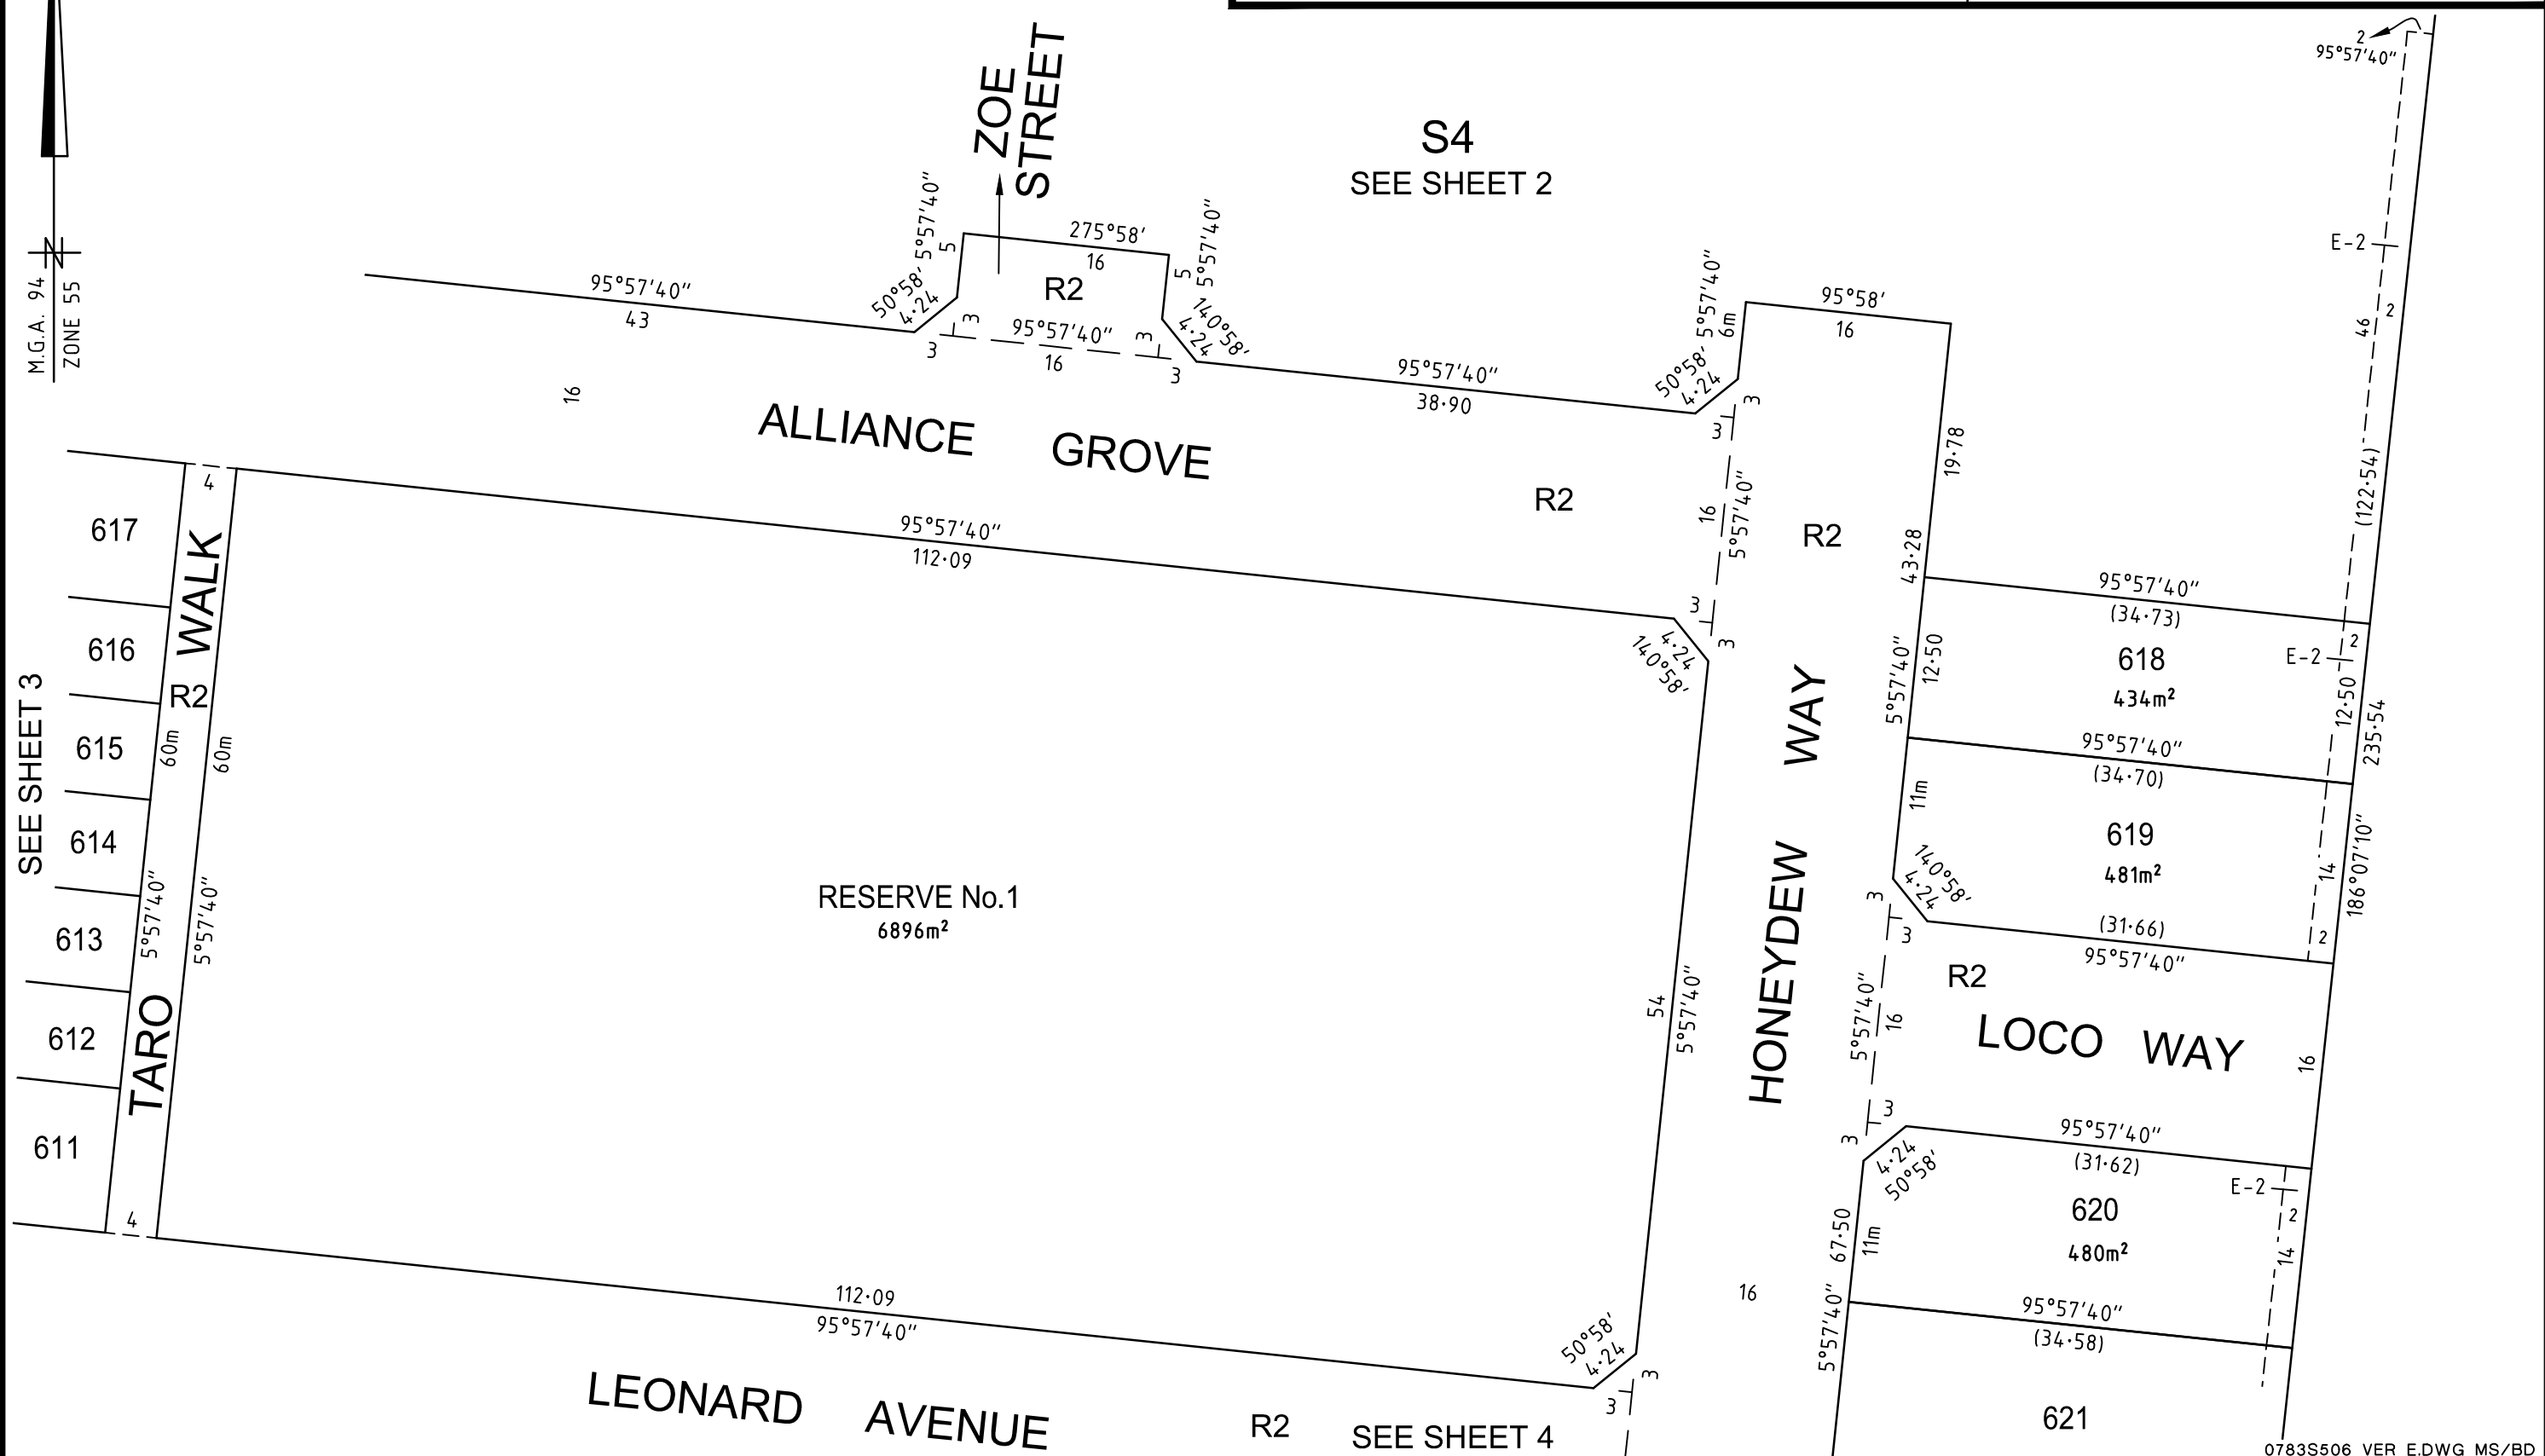 2
95°57'40"
ZOE
STREET
S4
SEE SHEET 2
M.G.A. 94
ZONE 55
N
95°57'40"
43
50°58'
4·24
5°57'40"
5
275°58'
16
R2
5
5°57'40"
140°58'
4·24
3
3
95°57'40"
16
3
3
95°57'40"
38·90
50°58'
4·24
5°57'40"
6m
95°58'
16
3
3
E-2
46
2
(122·54)
19·78
43·28
16
ALLIANCE GROVE
R2
16
5°57'40"
R2
4
95°57'40"
112·09
3
3
4·24
140°58'
617
616
615
614
613
612
611
SEE SHEET 3
TARO WALK
R2
60m
60m
5°57'40"
5°57'40"
4
RESERVE No.1
6896m²
54
5°57'40"
HONEYDEW WAY
95°57'40"
(34·73)
618
434m²
E-2
2
5°57'40"
12·50
12·50
235·54
95°57'40"
(34·70)
11m
619
481m²
14
186°07'10"
140°58'
4·24
3
3
(31·66)
95°57'40"
2
R2
LOCO WAY
5°57'40"
16
16
3
3
4·24
50°58'
95°57'40"
(31·62)
E-2
620
480m²
2
14
67·50
11m
5°57'40"
16
95°57'40"
(34·58)
621
112·09
95°57'40"
50°58'
4·24
3
3
LEONARD AVENUE
R2
SEE SHEET 4
0783S506 VER E.DWG MS/BD